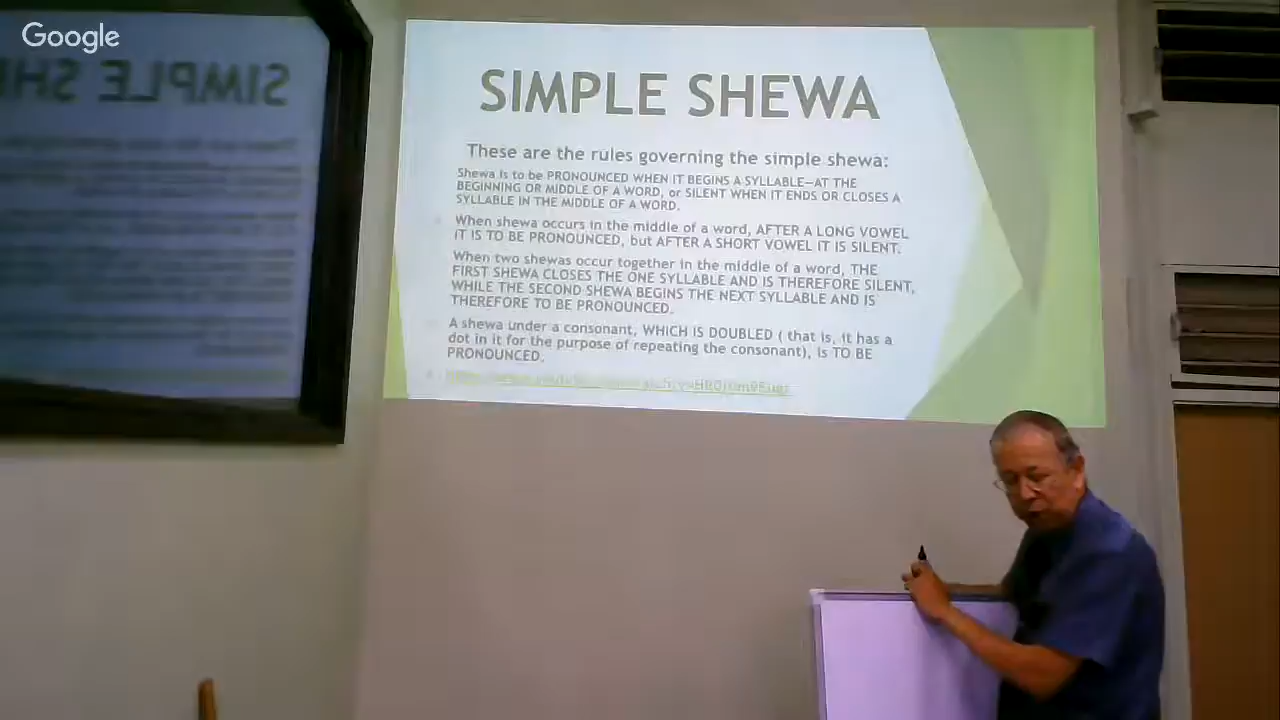 Google
SIMPLE SHEWA
These are the rules governing the simple shewa:
Shewa is to be PRONOUNCED WHEN IT BEGINS A SYLLABLE—AT THE
BEGINNING OR MIDDLE OF A WORD, or SILENT WHEN IT ENDS OR CLOSES A
SYLLABLE IN THE MIDDLE OF A WORD.
When shewa occurs in the middle of a word, AFTER A LONG VOWEL
IT IS TO BE PRONOUNCED, but AFTER A SHORT VOWEL IT IS SILENT.
When two shewas occur together in the middle of a word, THE
FIRST SHEWA CLOSES THE ONE SYLLABLE AND IS THEREFORE SILENT,
WHILE THE SECOND SHEWA BEGINS THE NEXT SYLLABLE AND IS
THEREFORE TO BE PRONOUNCED.
A shewa under a consonant, WHICH IS DOUBLED ( that is, it has a
dot in it for the purpose of repeating the consonant), is TO BE
PRONOUNCED.
SIMPLE